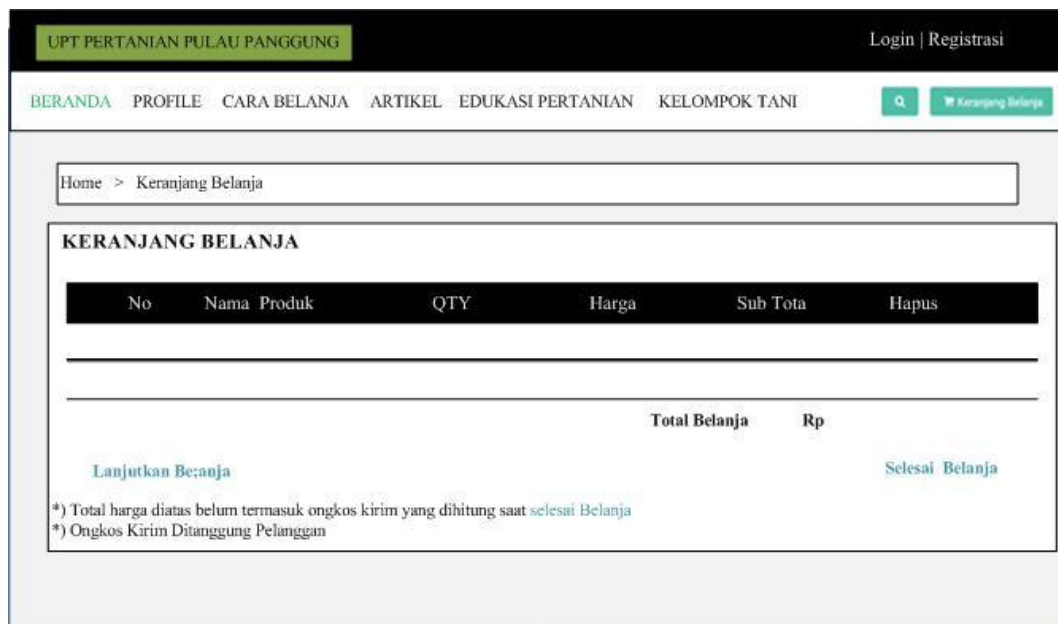 UPT PERTANIAN PULAU PANGGUNG Login | Registrasi
BERANDA PROFILE CARA BELANJA ARTIKEL EDUKASI PERTANIAN KELOMPOK TANI Keranjang Belanja
Home > Keranjang Belanja
KERANJANG BELANJA
No Nama Produk QTY Harga Sub Tota Hapus
Total Belanja Rp
Lanjutkan Be;anja Selesai Belanja
*) Total harga diatas belum termasuk ongkos kirim yang dihitung saat selesai Belanja
*) Ongkos Kirim Ditanggung Pelanggan